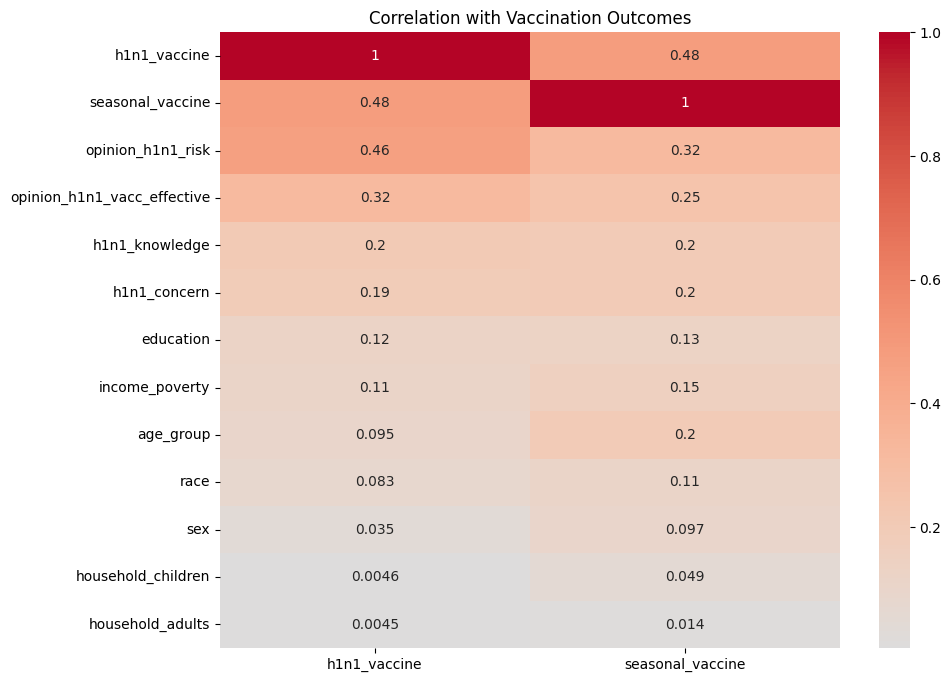 Correlation with Vaccination Outcomes
h1n1_vaccine 1 0.48
seasonal_vaccine 0.48 1
opinion_h1n1_risk 0.46 0.32
opinion_h1n1_vacc_effective 0.32 0.25
h1n1_knowledge 0.2 0.2
h1n1_concern 0.19 0.2
education 0.12 0.13
income_poverty 0.11 0.15
age_group 0.095 0.2
race 0.083 0.11
sex 0.035 0.097
household_children 0.0046 0.049
household_adults 0.0045 0.014
h1n1_vaccine seasonal_vaccine
1.0
0.8
0.6
0.4
0.2